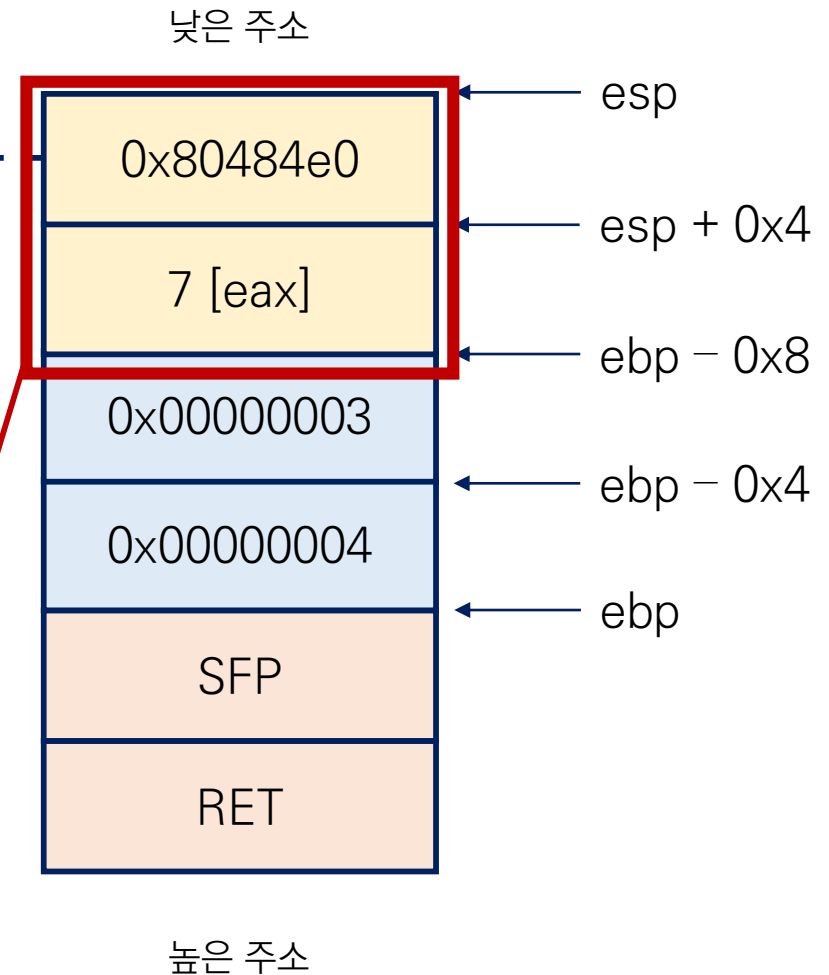 낮은 주소
esp
0x80484e0
esp + 0x4
7 [eax]
ebp – 0x8
0x00000003
ebp – 0x4
0x00000004
ebp
SFP
RET
높은 주소